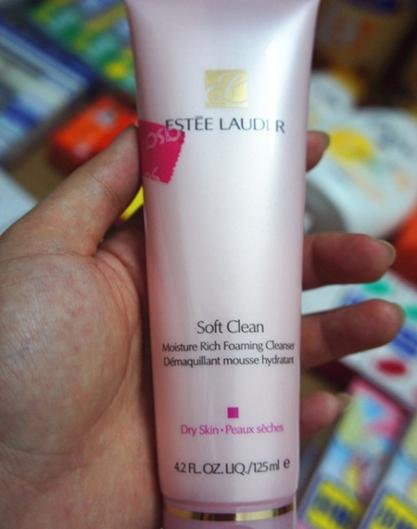 ESTĒE LAUDER
Soft Clean
Moisture Rich Foaming Cleanser
Démaquillant mousse hydratant
Dry Skin • Peaux sèches
4.2 FL. OZ. LIQ./125 ml ℮